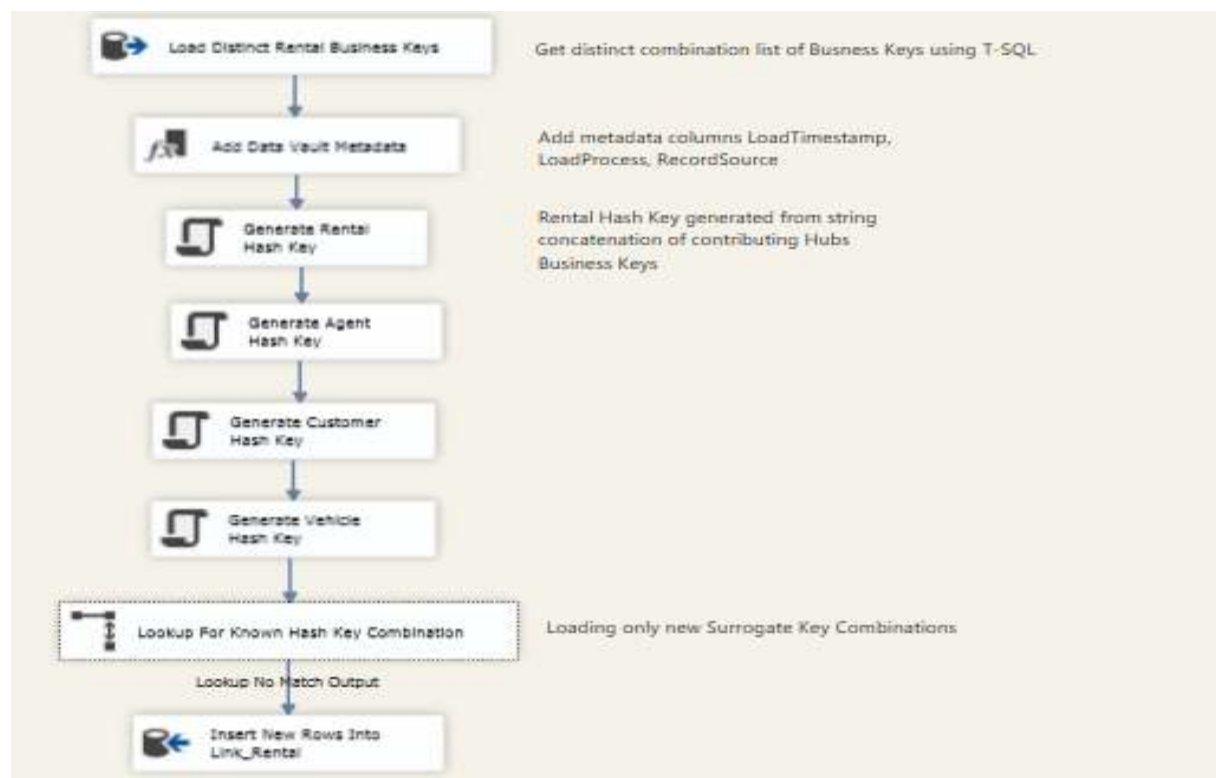 Load Distinct Rental Business Keys
Get distinct combination list of Busness Keys using T-SQL
Add Data Vault Metadata
Add metadata columns LoadTimestamp,
LoadProcess, RecordSource
Generate Rental
Hash Key
Rental Hash Key generated from string
concatenation of contributing Hubs
Business Keys
Generate Agent
Hash Key
Generate Customer
Hash Key
Generate Vehicle
Hash Key
Lookup For Known Hash Key Combination
Loading only new Surrogate Key Combinations
Lookup No Match Output
Insert New Rows Into
Link_Rental